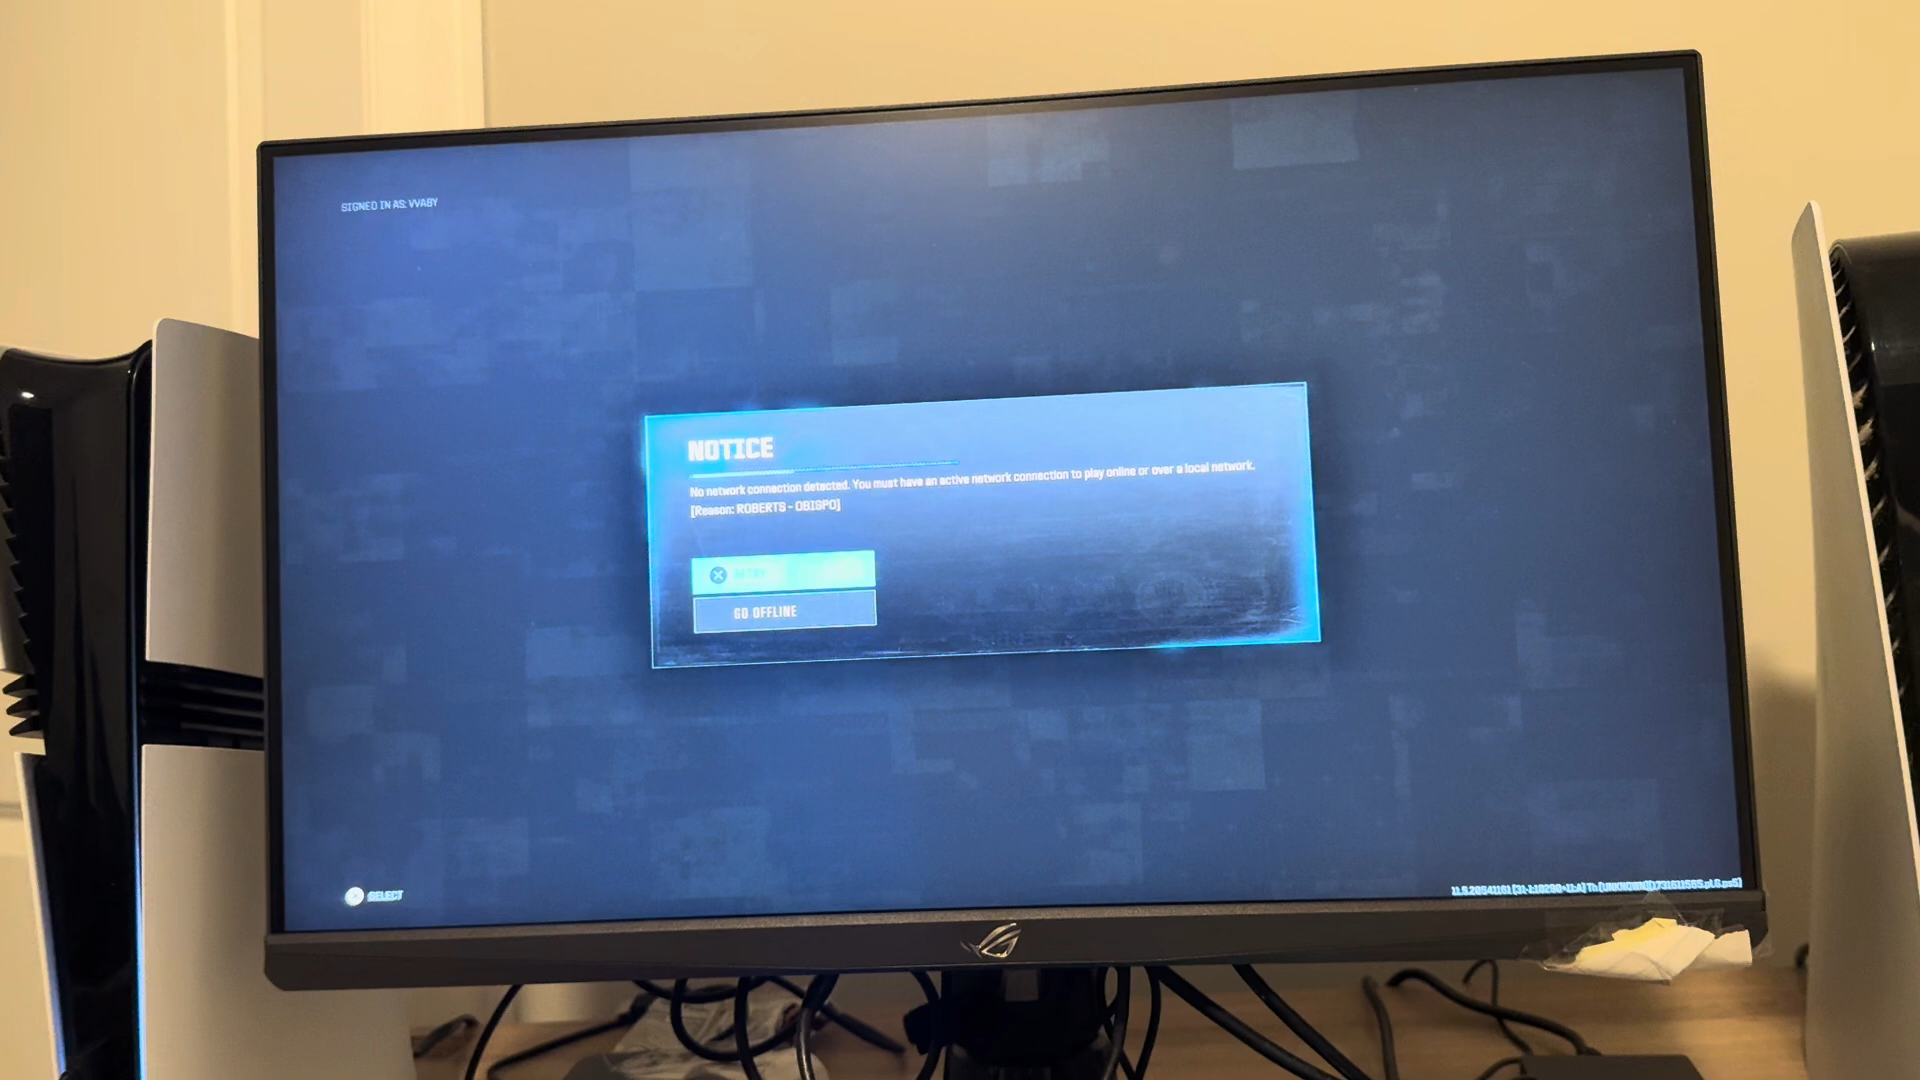 SIGNED IN AS: VVABY
NOTICE
No network connection detected. You must have an active network connection to play online or over a local network.
[Reason: ROBERTS - OBISPO]
RETRY
GO OFFLINE
SELECT